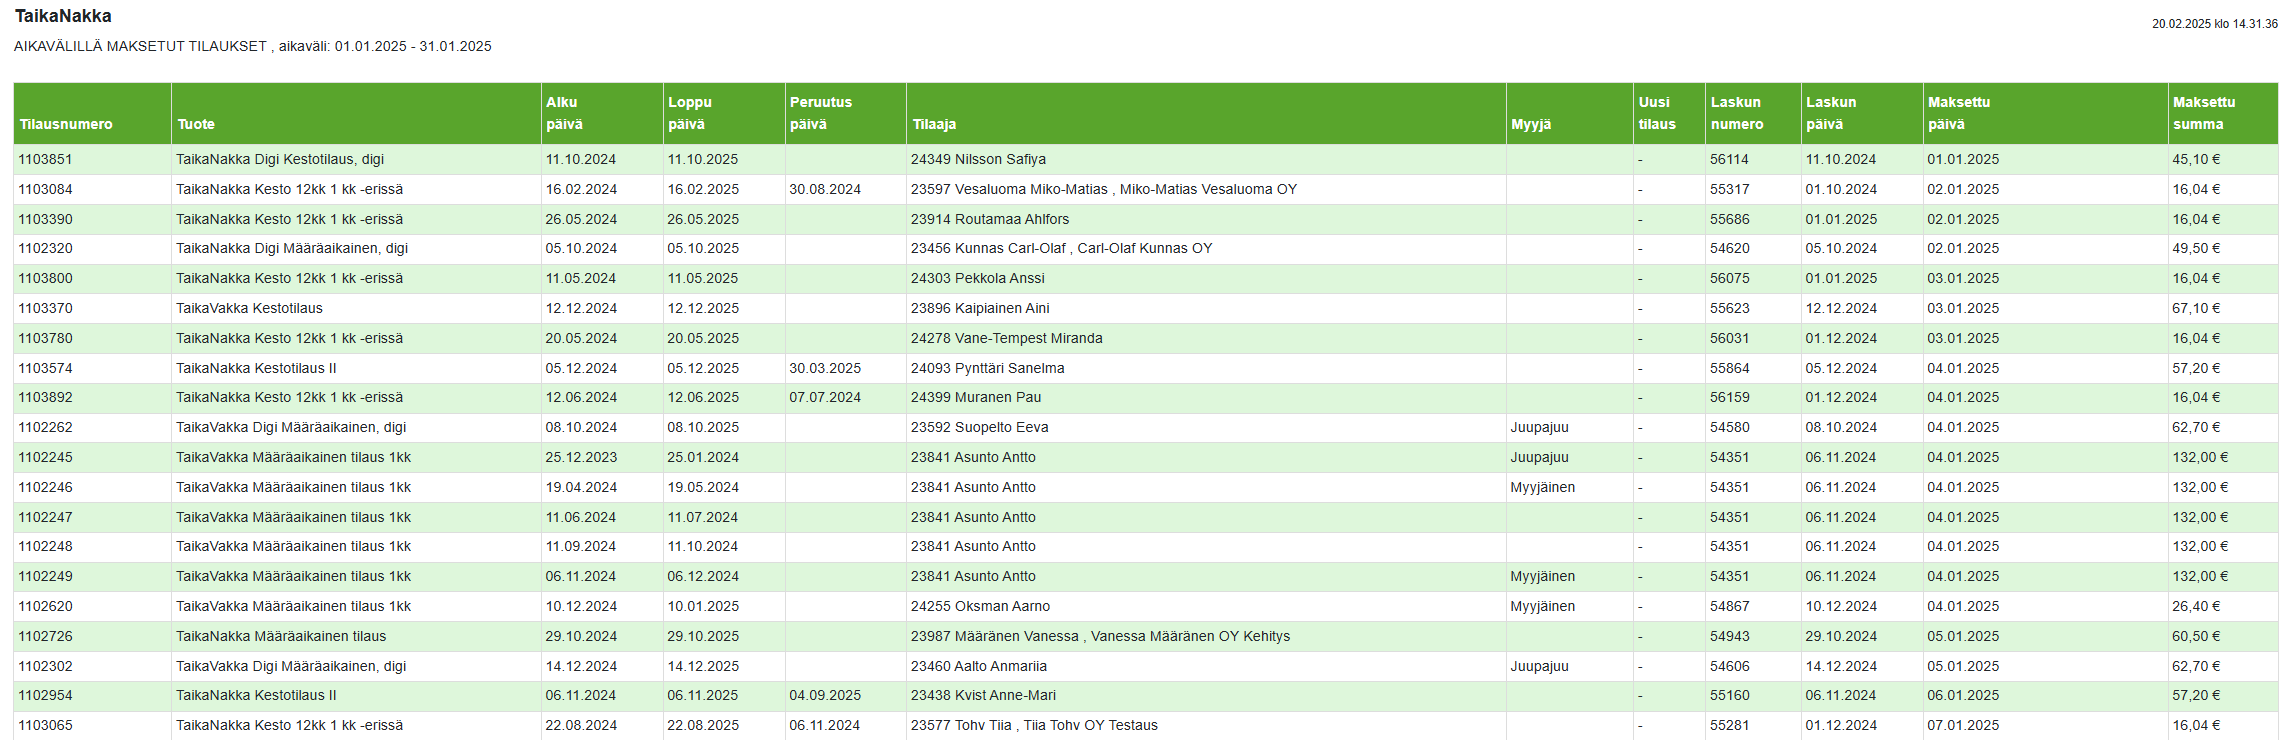 TaikaNakka
20.02.2025 klo 14.31.36
AIKAVÄLILLÄ MAKSETUT TILAUKSET , aikaväli: 01.01.2025 - 31.01.2025
Tilausnumero Tuote Alku päivä Loppu päivä Peruutus päivä Tilaaja Myyjä Uusi tilaus Laskun numero Laskun päivä Maksettu päivä Maksettu summa
1103851 TaikaNakka Digi Kestotilaus, digi 11.10.2024 11.10.2025 24349 Nilsson Safiya - 56114 11.10.2024 01.01.2025 45,10 €
1103084 TaikaNakka Kesto 12kk 1 kk -erissä 16.02.2024 16.02.2025 30.08.2024 23597 Vesaluoma Miko-Matias , Miko-Matias Vesaluoma OY - 55317 01.10.2024 02.01.2025 16,04 €
1103390 TaikaNakka Kesto 12kk 1 kk -erissä 26.05.2024 26.05.2025 23914 Routamaa Ahlfors - 55686 01.01.2025 02.01.2025 16,04 €
1102320 TaikaNakka Digi Määräaikainen, digi 05.10.2024 05.10.2025 23456 Kunnas Carl-Olaf , Carl-Olaf Kunnas OY - 54620 05.10.2024 02.01.2025 49,50 €
1103800 TaikaNakka Kesto 12kk 1 kk -erissä 11.05.2024 11.05.2025 24303 Pekkola Anssi - 56075 01.01.2025 03.01.2025 16,04 €
1103370 TaikaVakka Kestotilaus 12.12.2024 12.12.2025 23896 Kaipiainen Aini - 55623 12.12.2024 03.01.2025 67,10 €
1103780 TaikaNakka Kesto 12kk 1 kk -erissä 20.05.2024 20.05.2025 24278 Vane-Tempest Miranda - 56031 01.12.2024 03.01.2025 16,04 €
1103574 TaikaNakka Kestotilaus II 05.12.2024 05.12.2025 30.03.2025 24093 Pynttäri Sanelma - 55864 05.12.2024 04.01.2025 57,20 €
1103892 TaikaNakka Kesto 12kk 1 kk -erissä 12.06.2024 12.06.2025 07.07.2024 24399 Muranen Pau - 56159 01.12.2024 04.01.2025 16,04 €
1102262 TaikaVakka Digi Määräaikainen, digi 08.10.2024 08.10.2025 23592 Suopelto Eeva Juupajuu - 54580 08.10.2024 04.01.2025 62,70 €
1102245 TaikaVakka Määräaikainen tilaus 1kk 25.12.2023 25.01.2024 23841 Asunto Antto Juupajuu - 54351 06.11.2024 04.01.2025 132,00 €
1102246 TaikaVakka Määräaikainen tilaus 1kk 19.04.2024 19.05.2024 23841 Asunto Antto Myyjäinen - 54351 06.11.2024 04.01.2025 132,00 €
1102247 TaikaVakka Määräaikainen tilaus 1kk 11.06.2024 11.07.2024 23841 Asunto Antto - 54351 06.11.2024 04.01.2025 132,00 €
1102248 TaikaVakka Määräaikainen tilaus 1kk 11.09.2024 11.10.2024 23841 Asunto Antto - 54351 06.11.2024 04.01.2025 132,00 €
1102249 TaikaVakka Määräaikainen tilaus 1kk 06.11.2024 06.12.2024 23841 Asunto Antto Myyjäinen - 54351 06.11.2024 04.01.2025 132,00 €
1102620 TaikaVakka Määräaikainen tilaus 1kk 10.12.2024 10.01.2025 24255 Oksman Aarno Myyjäinen - 54867 10.12.2024 04.01.2025 26,40 €
1102726 TaikaNakka Määräaikainen tilaus 29.10.2024 29.10.2025 23987 Määränen Vanessa , Vanessa Määränen OY Kehitys - 54943 29.10.2024 05.01.2025 60,50 €
1102302 TaikaVakka Digi Määräaikainen, digi 14.12.2024 14.12.2025 23460 Aalto Anmariia Juupajuu - 54606 14.12.2024 05.01.2025 62,70 €
1102954 TaikaNakka Kestotilaus II 06.11.2024 06.11.2025 04.09.2025 23438 Kvist Anne-Mari - 55160 06.11.2024 06.01.2025 57,20 €
1103065 TaikaNakka Kesto 12kk 1 kk -erissä 22.08.2024 22.08.2025 06.11.2024 23577 Tohv Tiia , Tiia Tohv OY Testaus - 55281 01.12.2024 07.01.2025 16,04 €